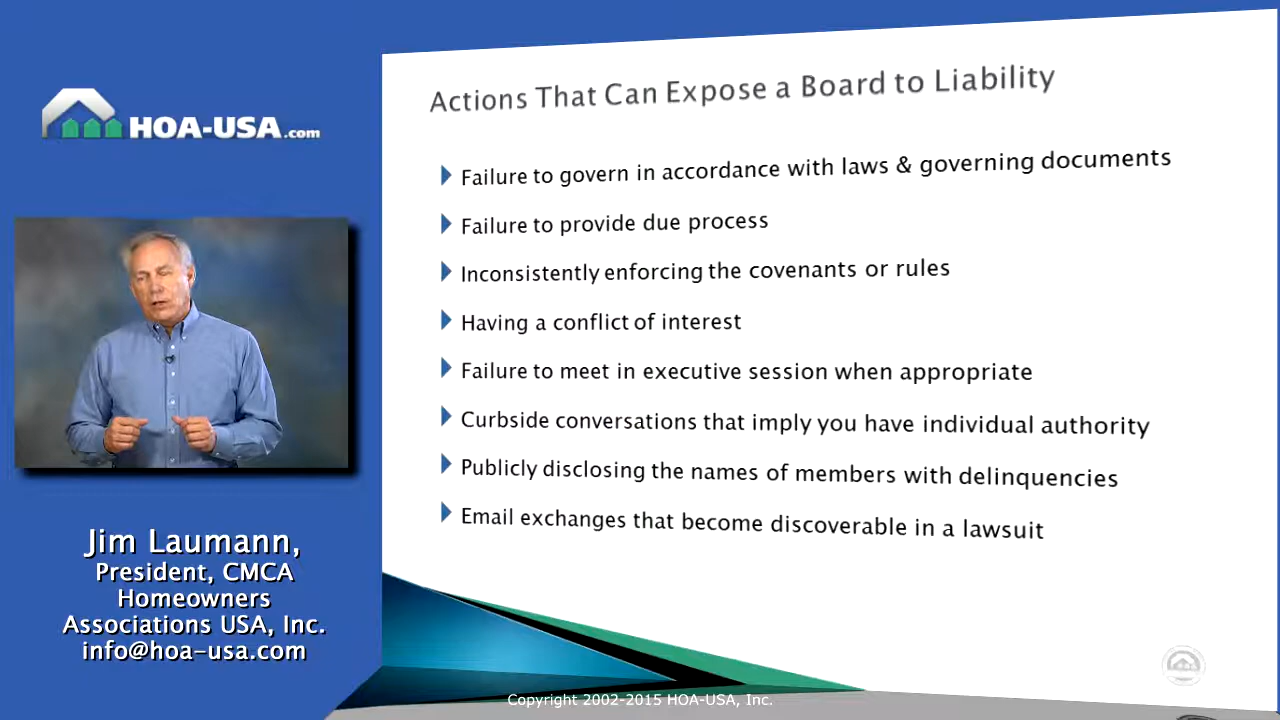 HOA-USA.com
Actions That Can Expose a Board to Liability
Failure to govern in accordance with laws & governing documents
Failure to provide due process
Inconsistently enforcing the covenants or rules
Having a conflict of interest
Failure to meet in executive session when appropriate
Curbside conversations that imply you have individual authority
Publicly disclosing the names of members with delinquencies
Email exchanges that become discoverable in a lawsuit
Jim Laumann,
President, CMCA
Homeowners
Associations USA, Inc.
info@hoa-usa.com
Copyright 2002-2015 HOA-USA, Inc.